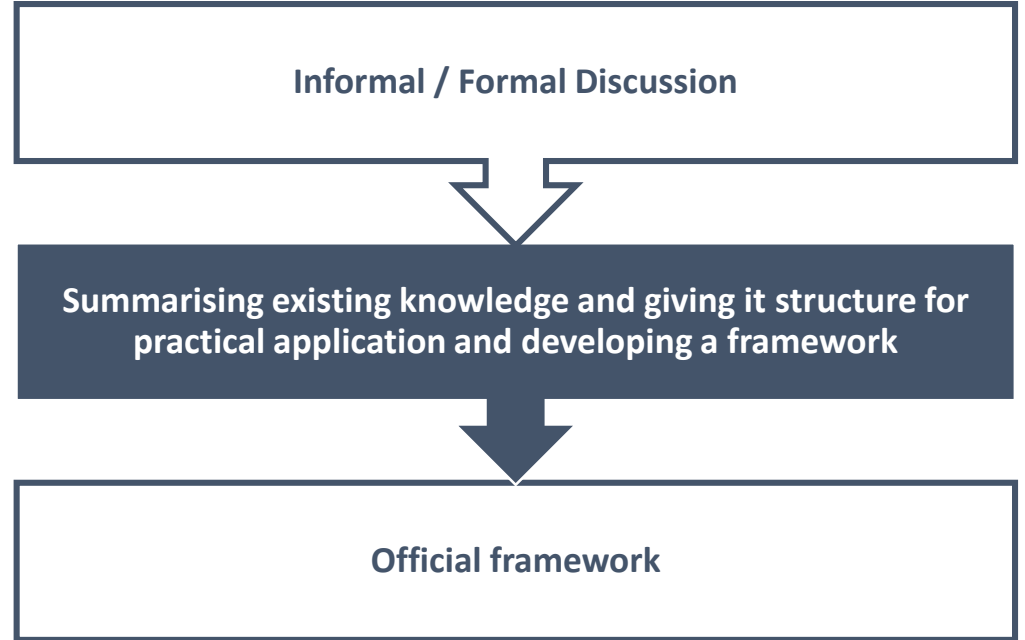 Informal / Formal Discussion
Summarising existing knowledge and giving it structure for
practical application and developing a framework
Official framework